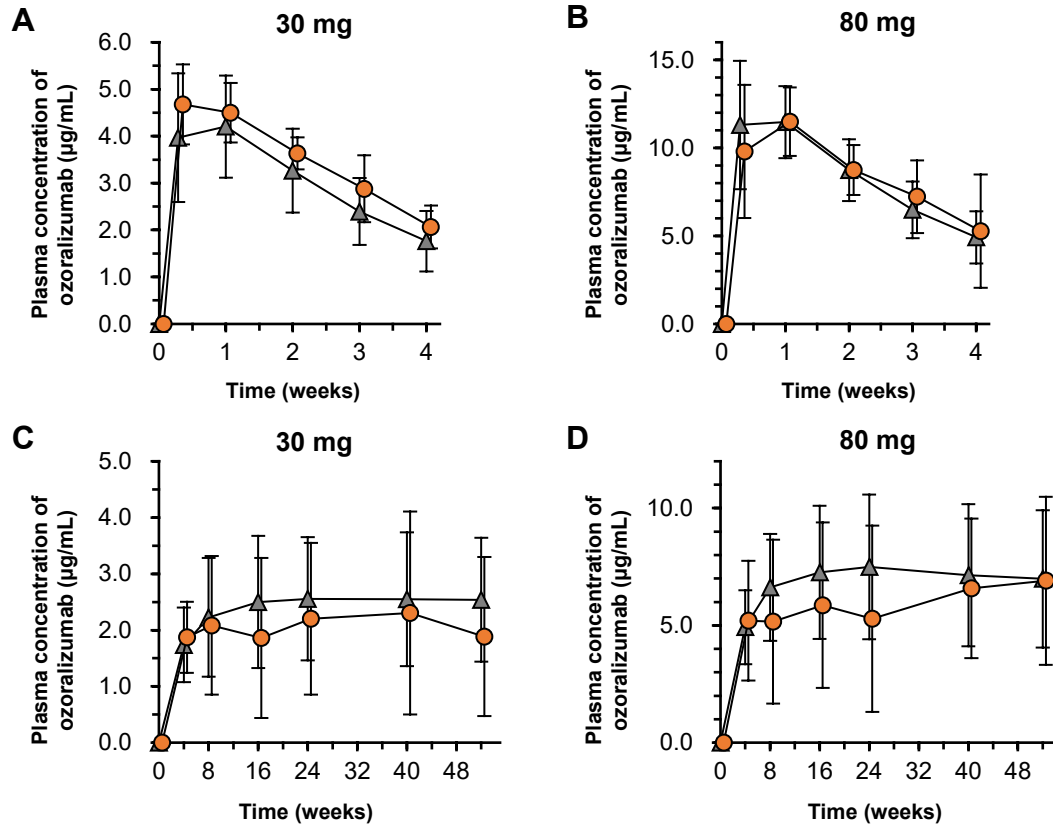 A
30 mg
Plasma concentration of
ozoralizumab (µg/mL)
6.0
5.0
4.0
3.0
2.0
1.0
0.0
0 1 2 3 4
Time (weeks)
B
80 mg
Plasma concentration of
ozoralizumab (µg/mL)
15.0
10.0
5.0
0.0
0 1 2 3 4
Time (weeks)
C
30 mg
Plasma concentration of
ozoralizumab (µg/mL)
5.0
4.0
3.0
2.0
1.0
0.0
0 8 16 24 32 40 48
Time (weeks)
D
80 mg
Plasma concentration of
ozoralizumab (µg/mL)
10.0
5.0
0.0
0 8 16 24 32 40 48
Time (weeks)